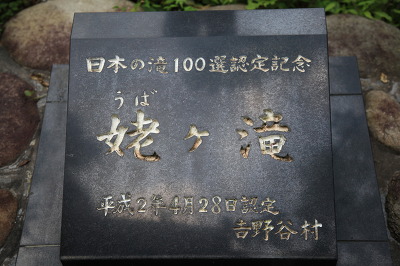 日本の滝100選認定記念
うば
姥ヶ滝
平成2年4月28日認定
吉野谷村